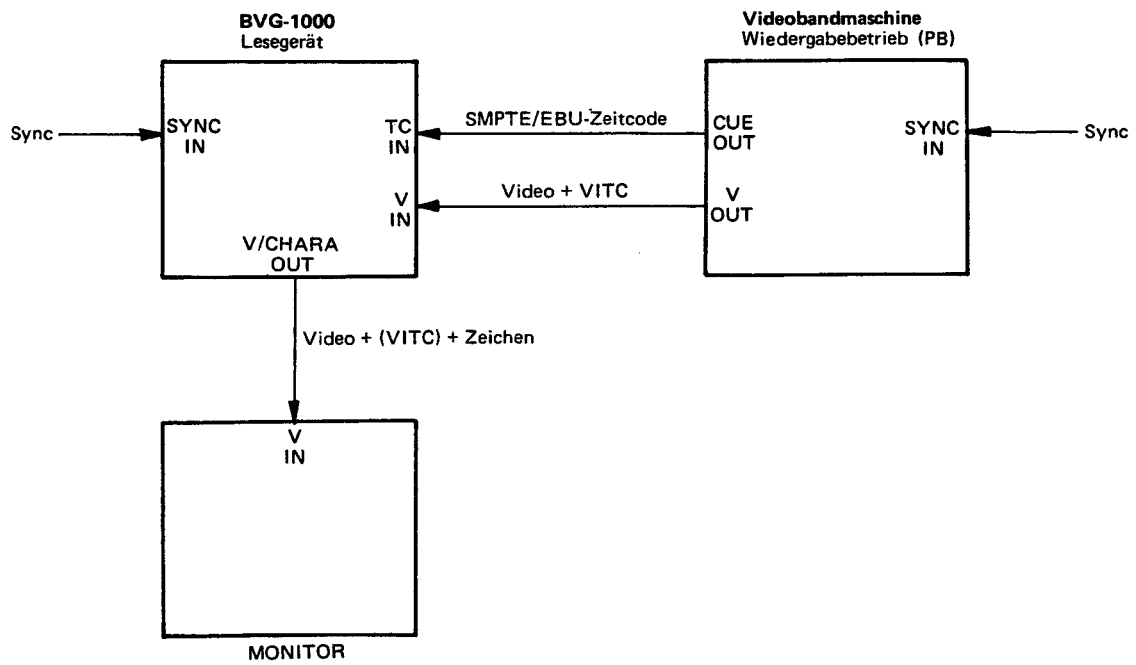 BVG-1000
Lesegerät
Videobandmaschine
Wiedergabebetrieb (PB)
Sync
SYNC
IN
TC
IN
SMPTE/EBU-Zeitcode
CUE
OUT
SYNC
IN
Sync
V
IN
Video + VITC
V
OUT
V/CHARA
OUT
Video + (VITC) + Zeichen
V
IN
MONITOR